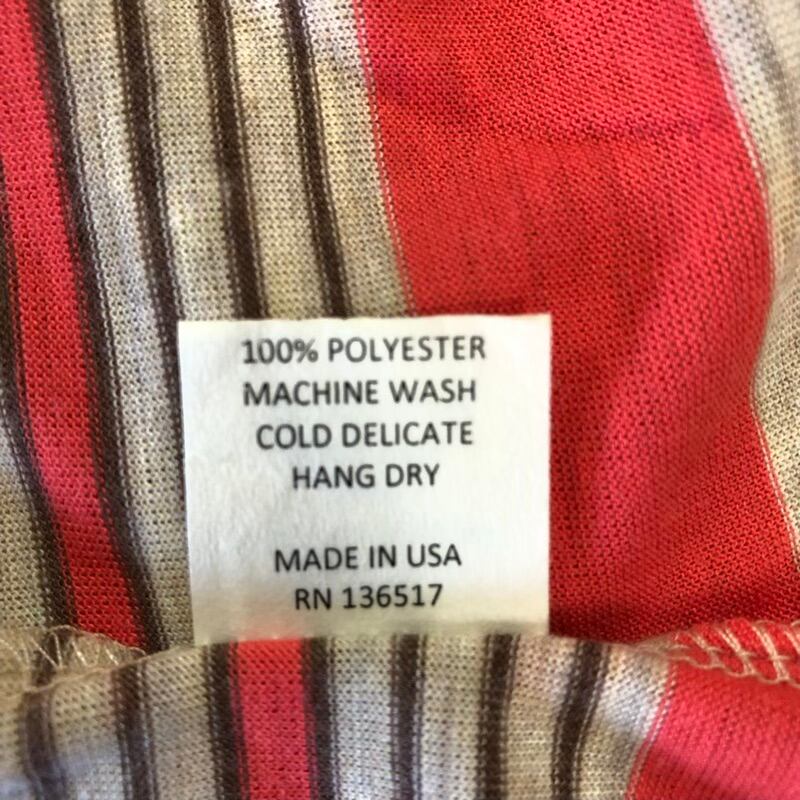 100% POLYESTER
MACHINE WASH
COLD DELICATE
HANG DRY
MADE IN USA
RN 136517